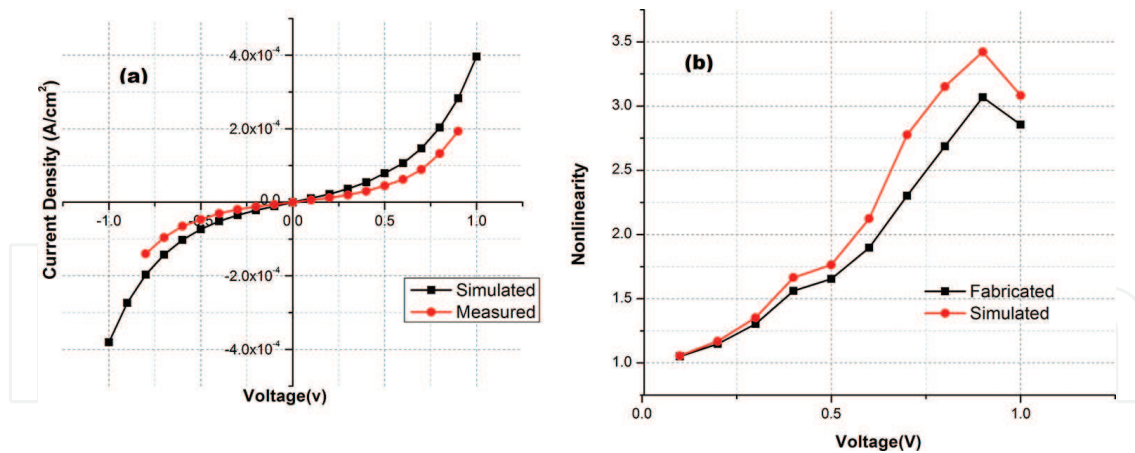 (a)
Current Density (A/cm²)
4.0x10⁻⁴
2.0x10⁻⁴
0.0
-1.0
-0.5
0.0
0.5
1.0
-2.0x10⁻⁴
-4.0x10⁻⁴
Simulated
Measured
Voltage(v)
(b)
Nonlinearity
3.5
3.0
2.5
2.0
1.5
1.0
Fabricated
Simulated
0.0
0.5
1.0
Voltage(V)